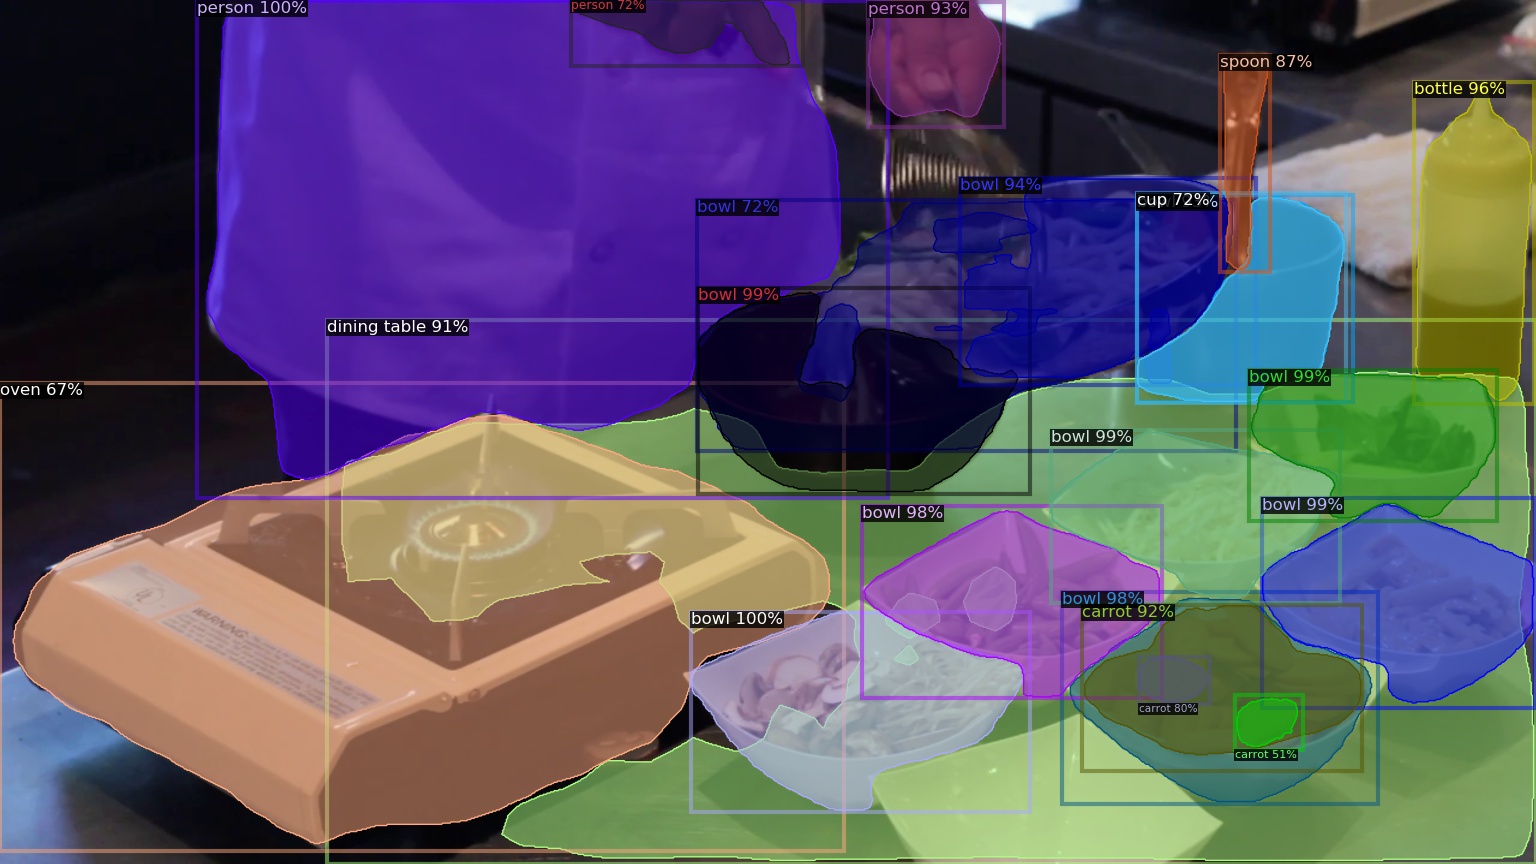 person 100%
person 72%
person 93%
spoon 87%
bottle 96%
bowl 94%
cup 72%
bowl 72%
bowl 99%
dining table 91%
bowl 99%
oven 67%
bowl 99%
bowl 99%
bowl 98%
bowl 98%
carrot 92%
bowl 100%
WARNING
carrot 80%
carrot 51%